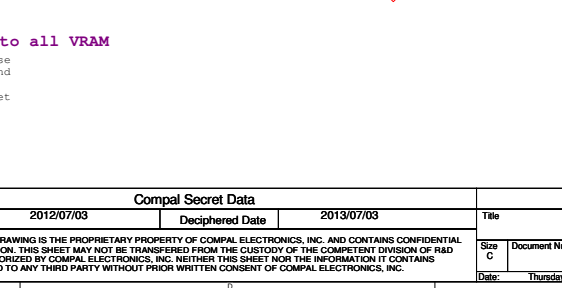 to all VRAM
se
nd
et
Compal Secret Data
2012/07/03 Deciphered Date 2013/07/03 Title
RAWING IS THE PROPRIETARY PROPERTY OF COMPAL ELECTRONICS, INC. AND CONTAINS CONFIDENTIAL
ON. THIS SHEET MAY NOT BE TRANSFERED FROM THE CUSTODY OF THE COMPETENT DIVISION OF R&D
ORIZED BY COMPAL ELECTRONICS, INC. NEITHER THIS SHEET NOR THE INFORMATION IT CONTAINS
D TO ANY THIRD PARTY WITHOUT PRIOR WRITTEN CONSENT OF COMPAL ELECTRONICS, INC.
Size Document N
C
Date: Thursda
D